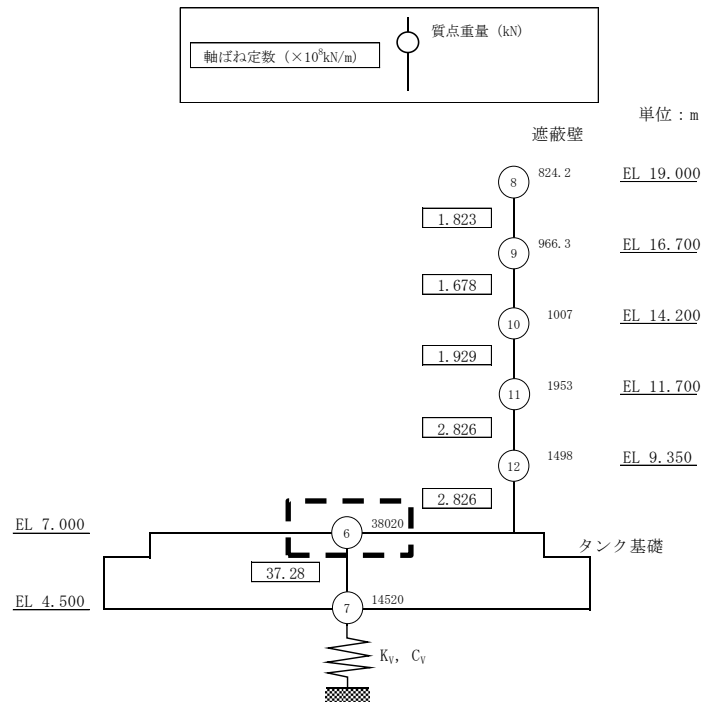 質点重量 (kN)
軸ばね定数 (×10⁸kN/m)
単位：m
遮蔽壁
8
824.2
EL 19.000
1.823
9
966.3
EL 16.700
1.678
10
1007
EL 14.200
1.929
11
1953
EL 11.700
2.826
12
1498
EL 9.350
2.826
EL 7.000
6
38020
タンク基礎
37.28
EL 4.500
7
14520
K_V, C_V